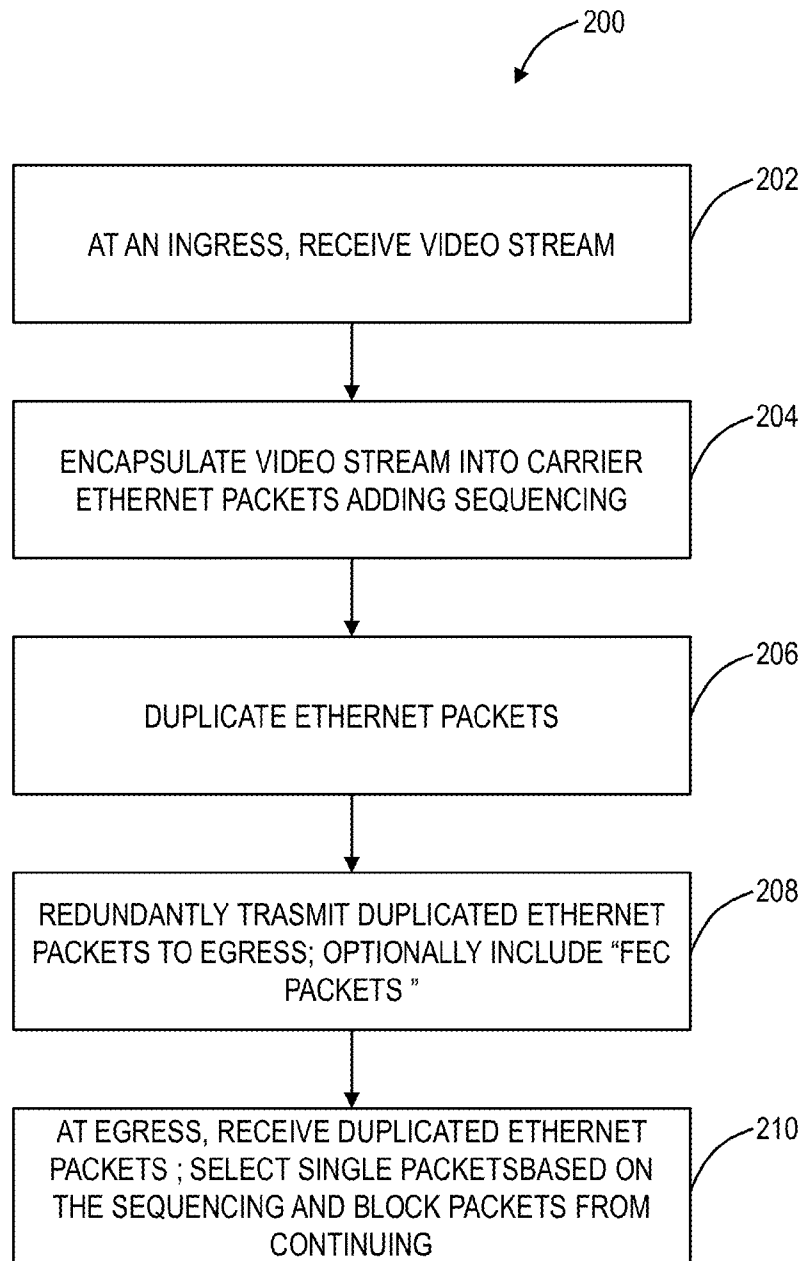 200
202
AT AN INGRESS, RECEIVE VIDEO STREAM
204
ENCAPSULATE VIDEO STREAM INTO CARRIER
ETHERNET PACKETS ADDING SEQUENCING
206
DUPLICATE ETHERNET PACKETS
208
REDUNDANTLY TRASMIT DUPLICATED ETHERNET
PACKETS TO EGRESS; OPTIONALLY INCLUDE “FEC
PACKETS ”
210
AT EGRESS, RECEIVE DUPLICATED ETHERNET
PACKETS ; SELECT SINGLE PACKETSBASED ON
THE SEQUENCING AND BLOCK PACKETS FROM
CONTINUING